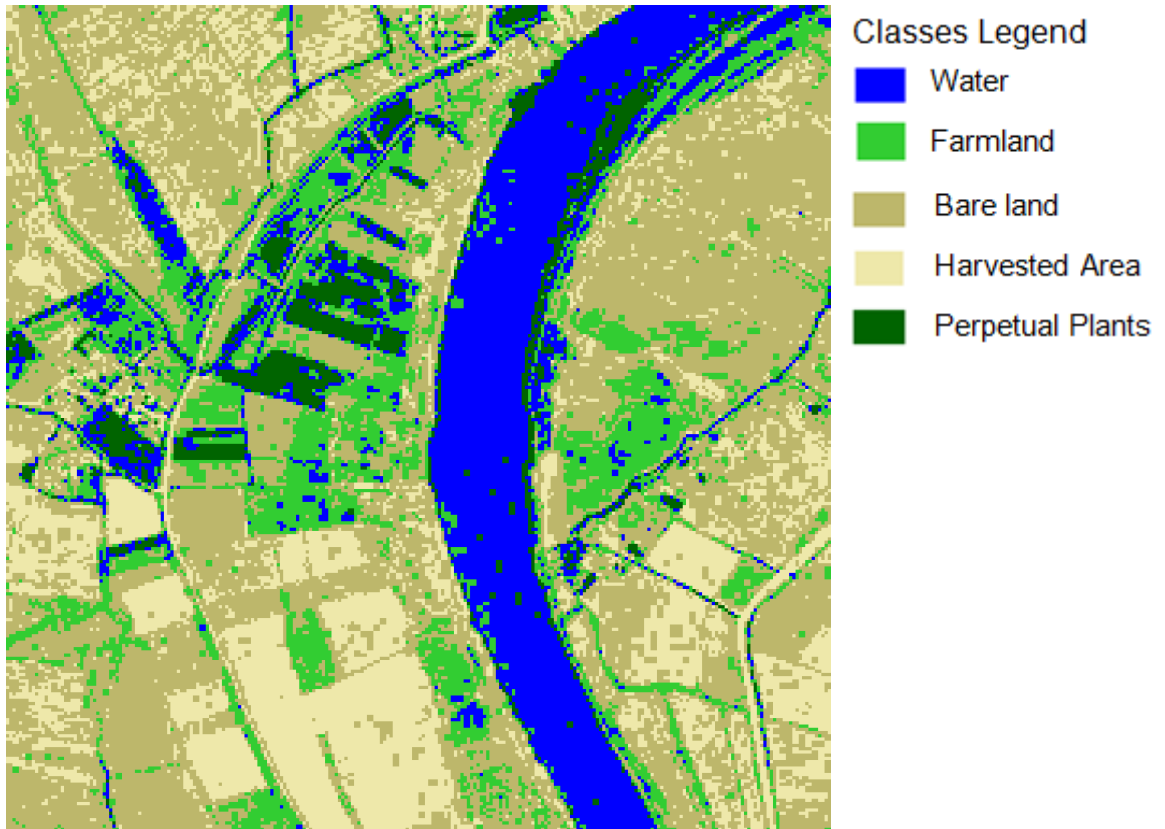 Classes Legend
Water
Farmland
Bare land
Harvested Area
Perpetual Plants